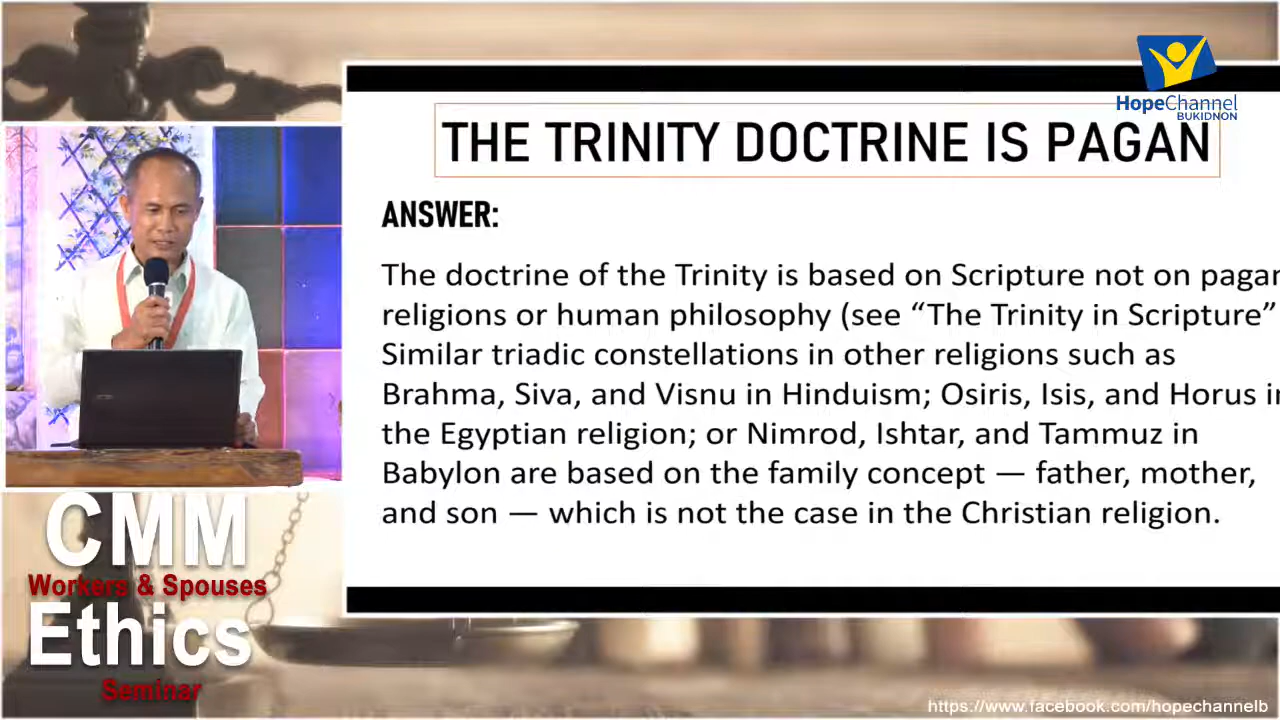 HopeChannel
BUKIDNON
THE TRINITY DOCTRINE IS PAGAN
ANSWER:
The doctrine of the Trinity is based on Scripture not on pagan
religions or human philosophy (see “The Trinity in Scripture”
Similar triadic constellations in other religions such as
Brahma, Siva, and Visnu in Hinduism; Osiris, Isis, and Horus in
the Egyptian religion; or Nimrod, Ishtar, and Tammuz in
Babylon are based on the family concept — father, mother,
and son — which is not the case in the Christian religion.
CMM
Workers & Spouses
Ethics
Seminar
https://www.facebook.com/hopechannelb